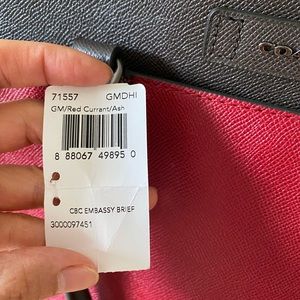 71557 GMDHI
GM/Red Currant/Ash
8 88067 49895 0
CBC EMBASSY BRIEF
3000097451